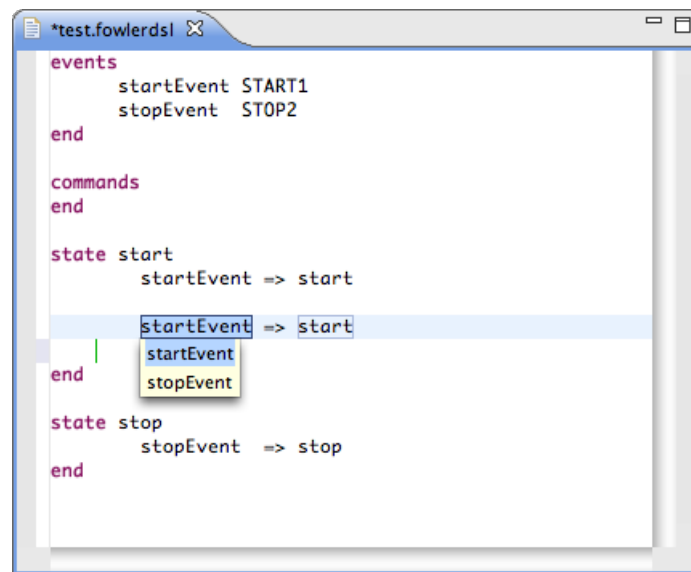 *test.fowlerdsl
events
startEvent START1
stopEvent STOP2
end
commands
end
state start
startEvent => start
startEvent => start
startEvent
end
stopEvent
state stop
stopEvent => stop
end